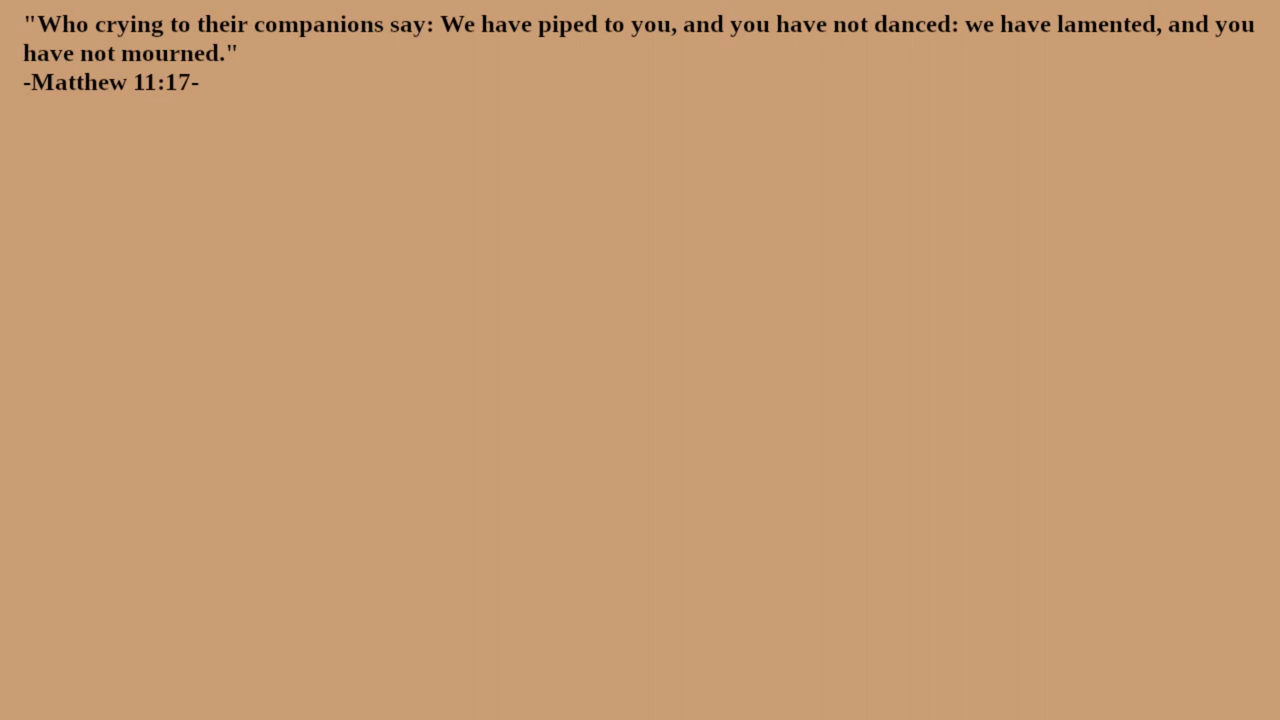 "Who crying to their companions say: We have piped to you, and you have not danced: we have lamented, and you
have not mourned."
-Matthew 11:17-